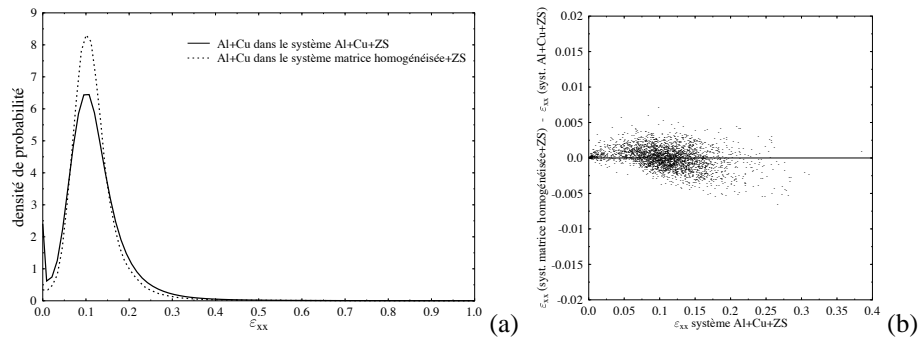 9
8
7
6
5
4
3
2
1
0
densité de probabilité
Al+Cu dans le système Al+Cu+ZS
Al+Cu dans le système matrice homogénéisée+ZS
0.0 0.1 0.2 0.3 0.4 0.5 0.6 0.7 0.8 0.9 1.0
εxx
(a)
εxx (syst. matrice homogénéisée+ZS) - εxx (syst. Al+Cu+ZS)
0.02
0.015
0.01
0.005
0.0
-0.005
-0.01
-0.015
-0.02
0.0 0.05 0.1 0.15 0.2 0.25 0.3 0.35 0.4
εxx système Al+Cu+ZS
(b)